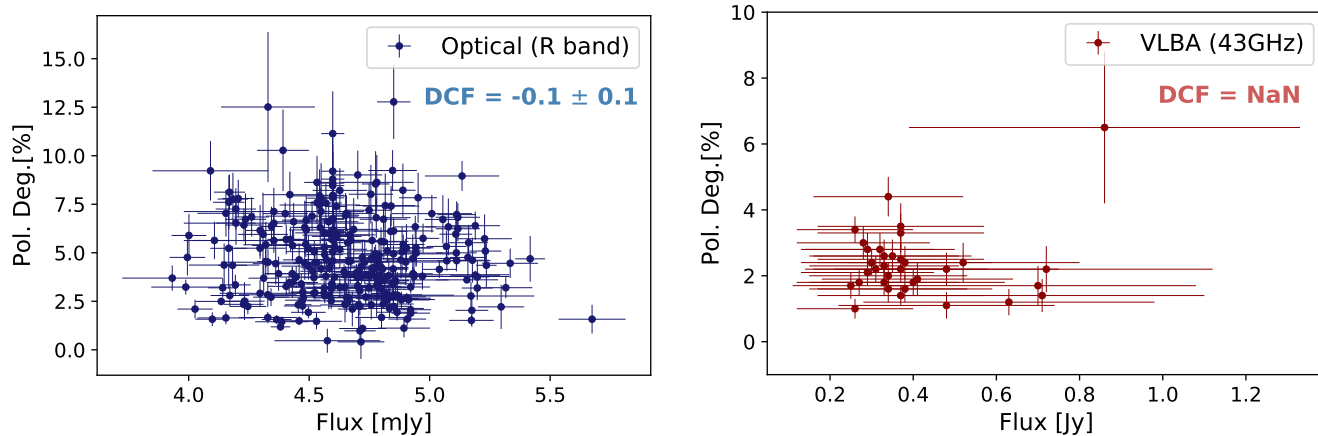 Optical (R band)
DCF = -0.1 ± 0.1
Pol. Deg.[%]
15.0
12.5
10.0
7.5
5.0
2.5
0.0
4.0 4.5 5.0 5.5
Flux [mJy]
VLBA (43GHz)
DCF = NaN
Pol. Deg.[%]
10
8
6
4
2
0
0.2 0.4 0.6 0.8 1.0 1.2
Flux [Jy]